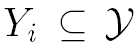 Y_i ⊆ 𝒴